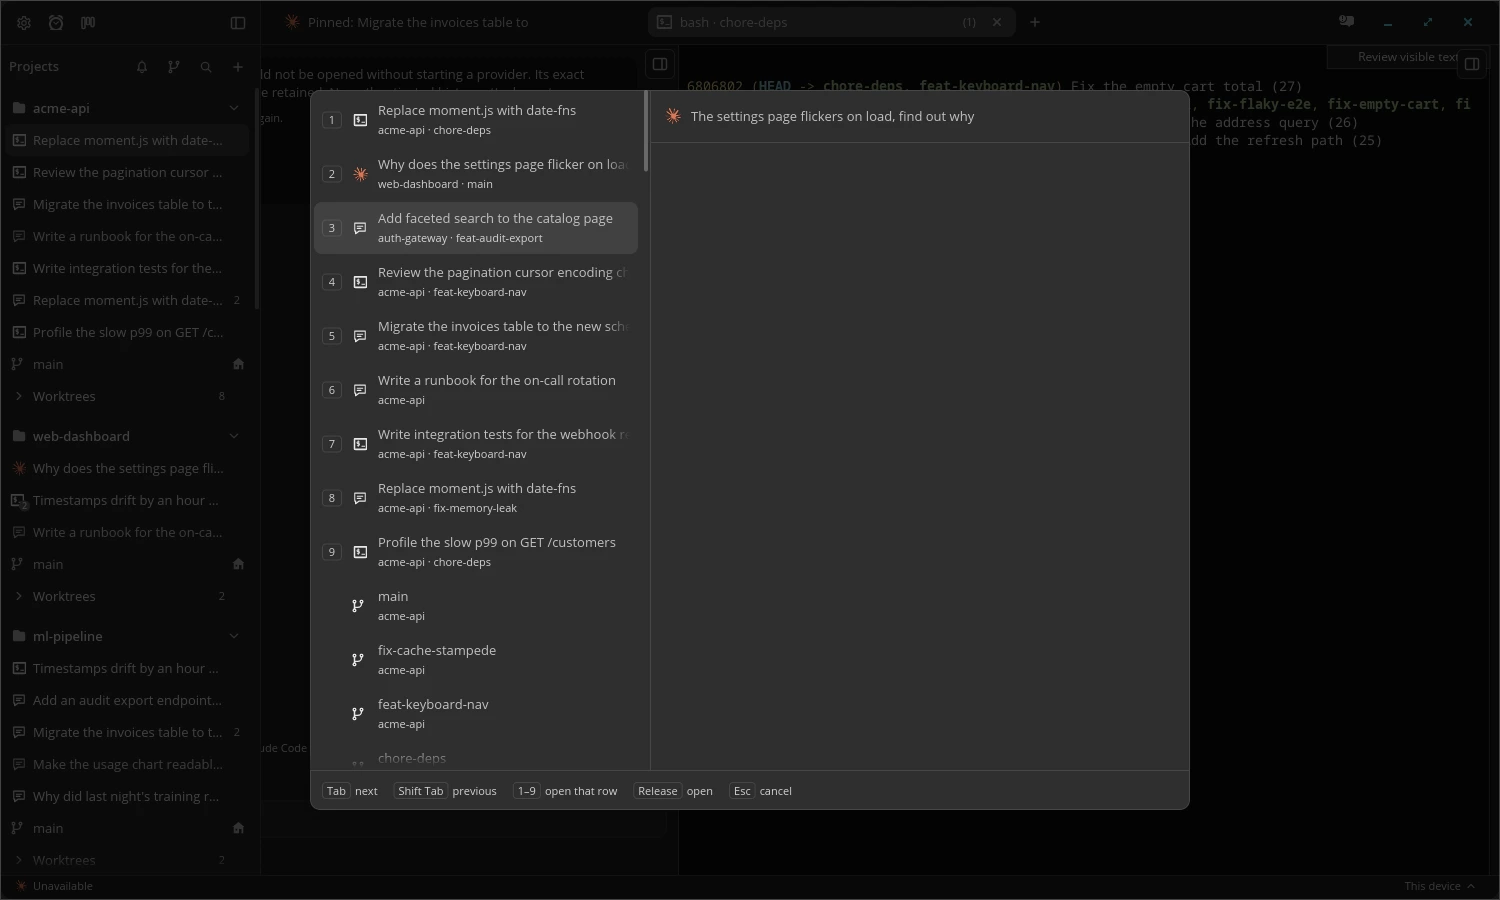 Pinned: Migrate the invoices table to
bash · chore-deps
(1)
Projects
acme-api
Replace moment.js with date-...
Review the pagination cursor ...
Migrate the invoices table to t...
Write a runbook for the on-ca...
Write integration tests for the...
Replace moment.js with date-... 2
Profile the slow p99 on GET /c...
main
Worktrees 8
web-dashboard
Why does the settings page fli...
2
Timestamps drift by an hour ...
Write a runbook for the on-ca...
main
Worktrees 2
ml-pipeline
Timestamps drift by an hour ...
Add an audit export endpoint...
Migrate the invoices table to t... 2
Make the usage chart readabl...
Why did last night's training r...
main
Worktrees 2
Unavailable
ld not be opened without starting a provider. Its exact
gain.
ude Code
Review visible text
6806802 (HEAD -> chore-deps, feat-keyboard-nav) Fix the empty cart total (27)
, fix-flaky-e2e, fix-empty-cart, fi
he address query (26)
dd the refresh path (25)
1 Replace moment.js with date-fns
acme-api · chore-deps
2 Why does the settings page flicker on loa
web-dashboard · main
3 Add faceted search to the catalog page
auth-gateway · feat-audit-export
4 Review the pagination cursor encoding c
acme-api · feat-keyboard-nav
5 Migrate the invoices table to the new sch
acme-api · feat-keyboard-nav
6 Write a runbook for the on-call rotation
acme-api
7 Write integration tests for the webhook r
acme-api · feat-keyboard-nav
8 Replace moment.js with date-fns
acme-api · fix-memory-leak
9 Profile the slow p99 on GET /customers
acme-api · chore-deps
main
acme-api
fix-cache-stampede
acme-api
feat-keyboard-nav
acme-api
chore-deps
The settings page flickers on load, find out why
Tab next Shift Tab previous 1–9 open that row Release open Esc cancel
This device